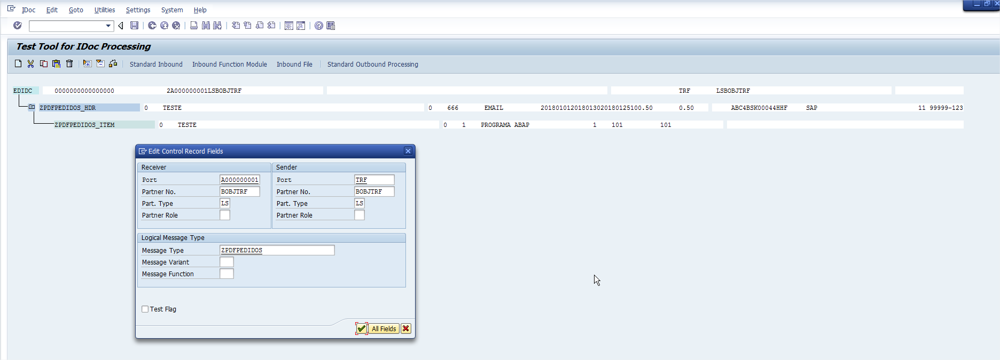 IDoc Edit Goto Utilities Settings System Help
Test Tool for IDoc Processing
Standard Inbound Inbound Function Module Inbound File Standard Outbound Processing
EDIDC 0000000000000000 2A000000001LSBOBJTRF TRF LSBOBJTRF
ZPDFPEDIDOS_HDR 0 TESTE 0 666 EMAIL 201801012018013020180125100.50 0.50 ABC4BSK00044HHF SAP 11 99999-123
ZPDFPEDIDOS_ITEM 0 TESTE 0 1 PROGRAMA ABAP 1 101 101
Edit Control Record Fields
Receiver Sender
Port A000000001 Port TRF
Partner No. BOBJTRF Partner No. BOBJTRF
Part. Type LS Part. Type LS
Partner Role Partner Role
Logical Message Type
Message Type ZPDFPEDIDOS
Message Variant
Message Function
Test Flag
All Fields